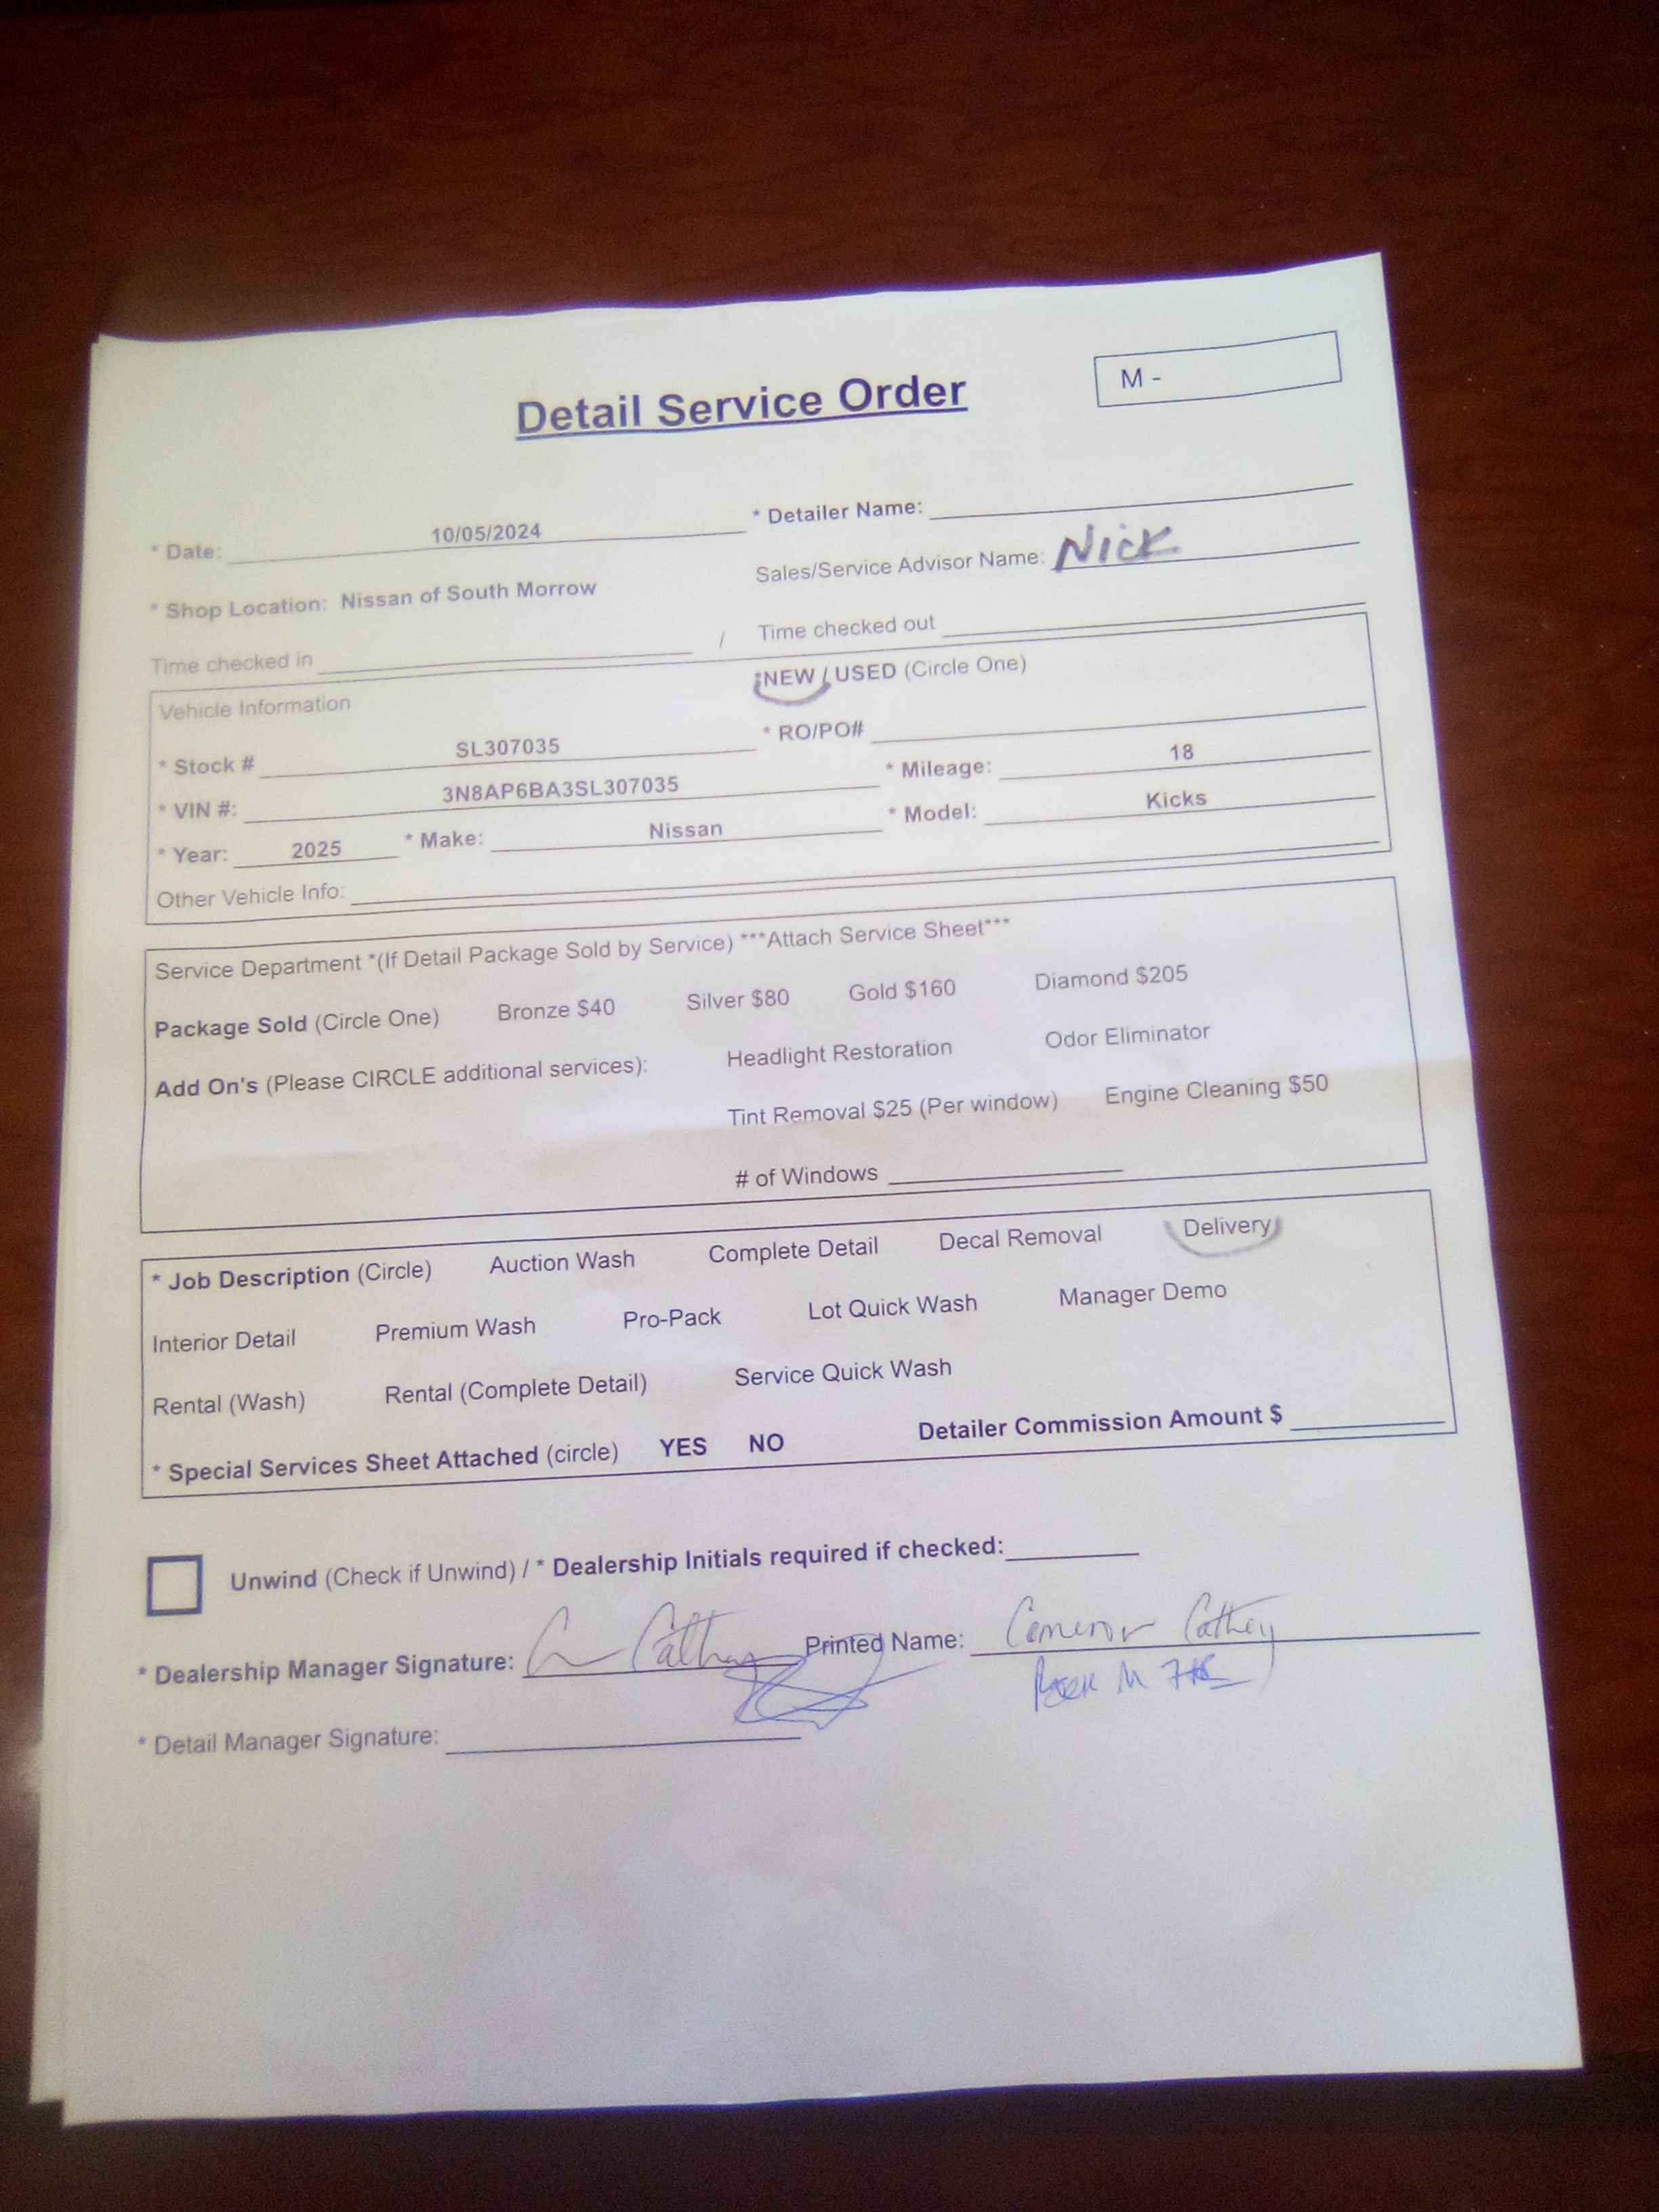 Detail Service Order
M -
* Date: 10/05/2024 * Detailer Name:
* Shop Location: Nissan of South Morrow Sales/Service Advisor Name: Nick
Time checked in / Time checked out
Vehicle Information NEW / USED (Circle One)
* Stock # SL307035 * RO/PO#
* VIN #: 3N8AP6BA3SL307035 * Mileage: 18
* Year: 2025 * Make: Nissan * Model: Kicks
Other Vehicle Info:
Service Department *(If Detail Package Sold by Service) ***Attach Service Sheet***
Package Sold (Circle One) Bronze $40 Silver $80 Gold $160 Diamond $205
Add On's (Please CIRCLE additional services): Headlight Restoration Odor Eliminator
Tint Removal $25 (Per window) Engine Cleaning $50
# of Windows
* Job Description (Circle) Auction Wash Complete Detail Decal Removal Delivery
Interior Detail Premium Wash Pro-Pack Lot Quick Wash Manager Demo
Rental (Wash) Rental (Complete Detail) Service Quick Wash
* Special Services Sheet Attached (circle) YES NO Detailer Commission Amount $
Unwind (Check if Unwind) / * Dealership Initials required if checked:
* Dealership Manager Signature: C Cathey Printed Name: Cameron Cathey
* Detail Manager Signature: